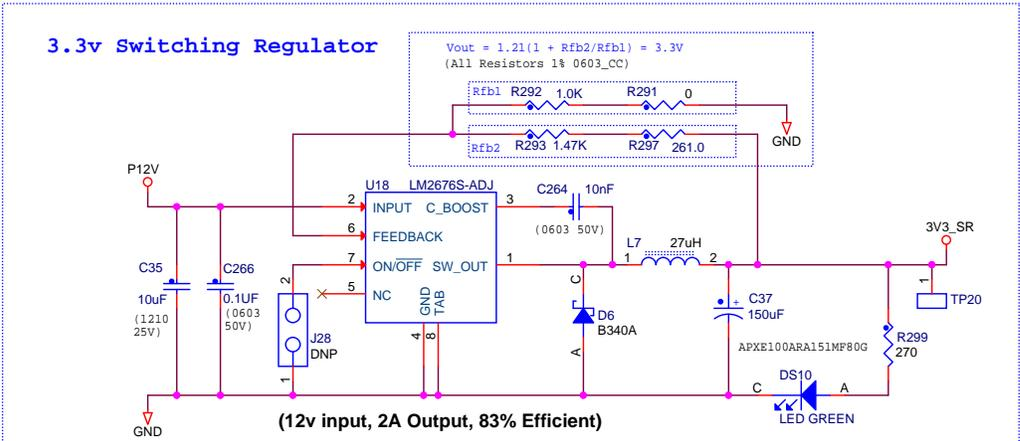 3.3v Switching Regulator
Vout = 1.21(1 + Rfb2/Rfb1) = 3.3V
(All Resistors 1% 0603_CC)
Rfb1
R292
1.0K
R291
0
Rfb2
R293
1.47K
R297
261.0
GND
P12V
U18
LM2676S-ADJ
2
INPUT
C_BOOST
3
6
FEEDBACK
7
ON/OFF
SW_OUT
1
5
NC
GND
TAB
4
8
C264
10nF
(0603 50V)
L7
27uH
1
2
3V3_SR
C35
10uF
(1210
25V)
C266
0.1UF
(0603
50V)
2
J28
DNP
1
C
D6
B340A
A
+
C37
150uF
APXE100ARA151MF80G
1
TP20
R299
270
DS10
C
A
LED GREEN
GND
(12v input, 2A Output, 83% Efficient)